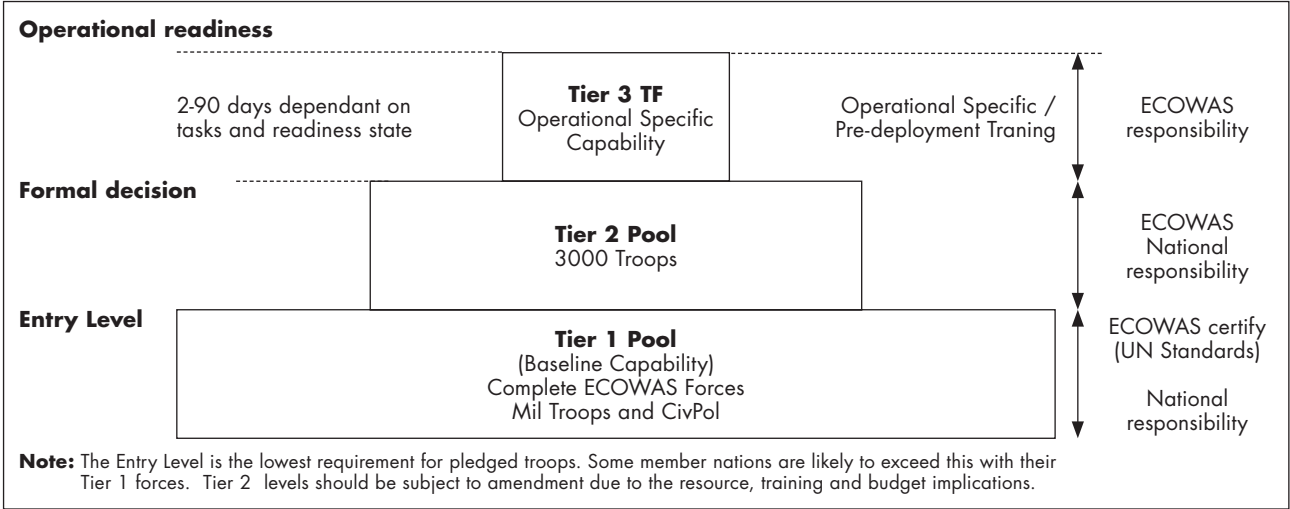 Operational readiness
2-90 days dependant on
tasks and readiness state
Tier 3 TF
Operational Specific
Capability
Operational Specific /
Pre-deployment Traning
ECOWAS
responsibility
Formal decision
Tier 2 Pool
3000 Troops
ECOWAS
National
responsibility
Entry Level
Tier 1 Pool
(Baseline Capability)
Complete ECOWAS Forces
Mil Troops and CivPol
ECOWAS certify
(UN Standards)
National
responsibility
Note: The Entry Level is the lowest requirement for pledged troops. Some member nations are likely to exceed this with their
Tier 1 forces. Tier 2 levels should be subject to amendment due to the resource, training and budget implications.